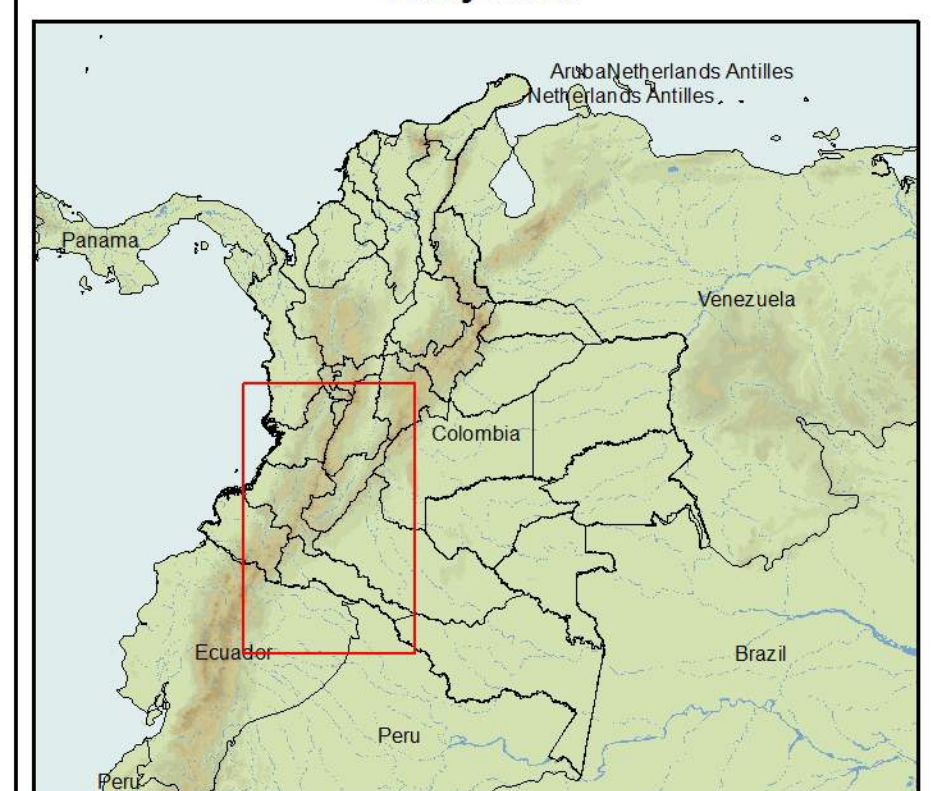 ArubaNetherlands Antilles
Netherlands Antilles
Panama
Venezuela
Colombia
Ecuador
Brazil
Peru
Peru